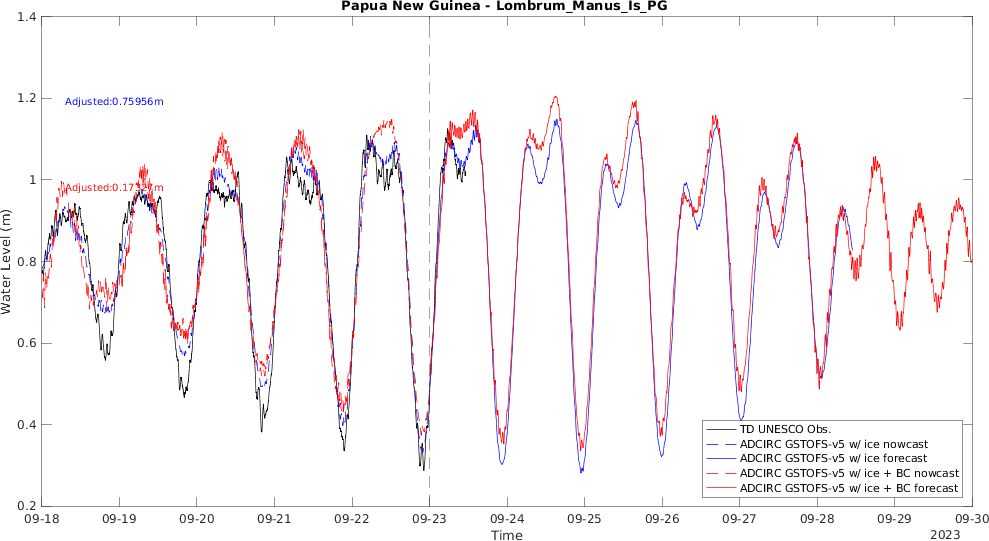 Papua New Guinea - Lombrum_Manus_Is_PG
1.4
1.2
1
0.8
0.6
0.4
0.2
Water Level (m)
Adjusted:0.75956m
TD UNESCO Obs.
ADCIRC GSTOFS-v5 w/ ice nowcast
ADCIRC GSTOFS-v5 w/ ice forecast
ADCIRC GSTOFS-v5 w/ ice + BC nowcast
ADCIRC GSTOFS-v5 w/ ice + BC forecast
09-18 09-19 09-20 09-21 09-22 09-23 09-24 09-25 09-26 09-27 09-28 09-29 09-30
Time
2023